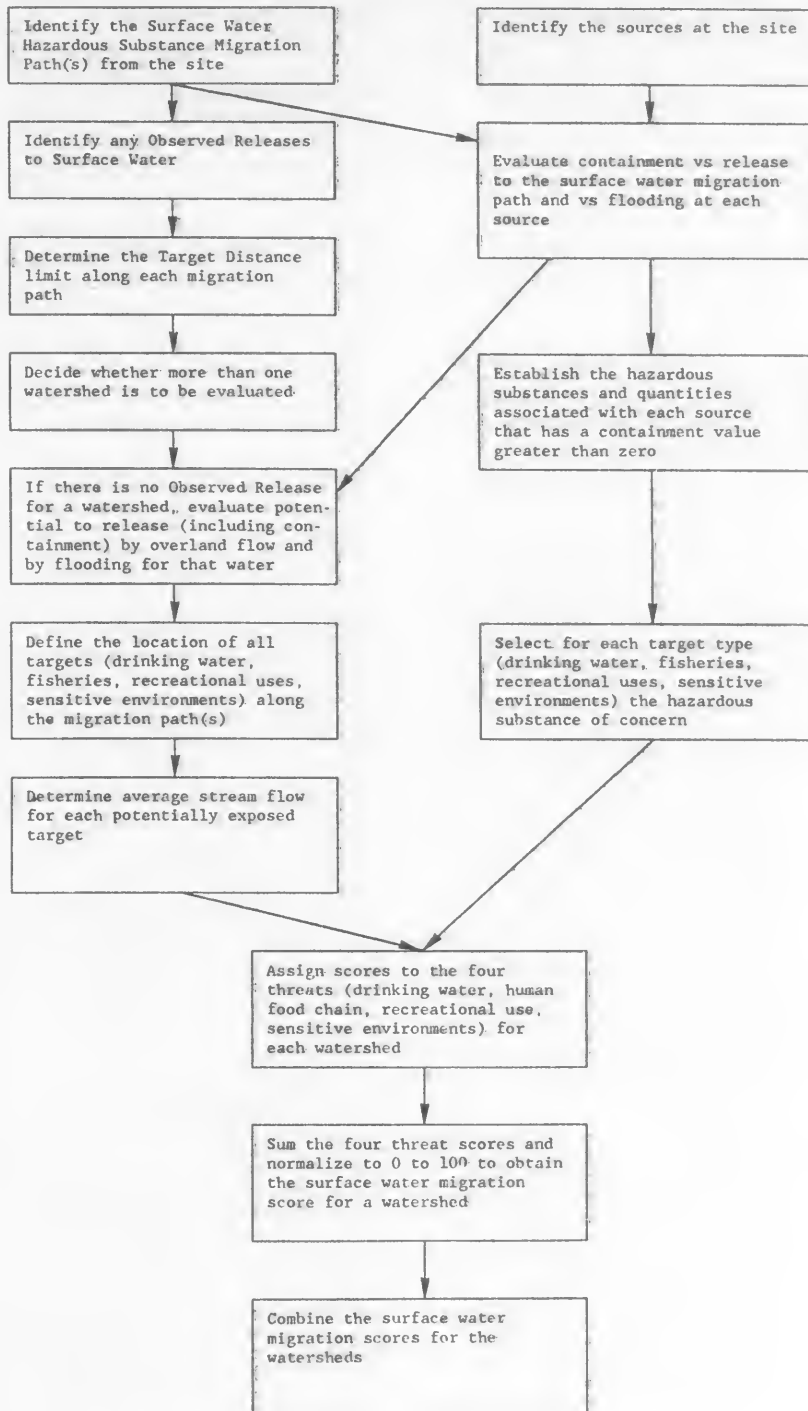 Identify the Surface Water
Hazardous Substance Migration
Path(s) from the site
Identify the sources at the site
Identify any Observed Releases
to Surface Water
Evaluate containment vs release
to the surface water migration
path and vs flooding at each
source
Determine the Target Distance
limit along each migration
path
Decide whether more than one
watershed is to be evaluated
Establish the hazardous
substances and quantities
associated with each source
that has a containment value
greater than zero
If there is no Observed Release
for a watershed, evaluate poten-
tial to release (including con-
tainment) by overland flow and
by flooding for that water
Define the location of all
targets (drinking water,
fisheries, recreational uses,
sensitive environments) along
the migration path(s)
Select for each target type
(drinking water, fisheries,
recreational uses, sensitive
environments) the hazardous
substance of concern
Determine average stream flow
for each potentially exposed
target
Assign scores to the four
threats (drinking water, human
food chain, recreational use,
sensitive environments) for
each watershed
Sum the four threat scores and
normalize to 0 to 100 to obtain
the surface water migration
score for a watershed
Combine the surface water
migration scores for the
watersheds